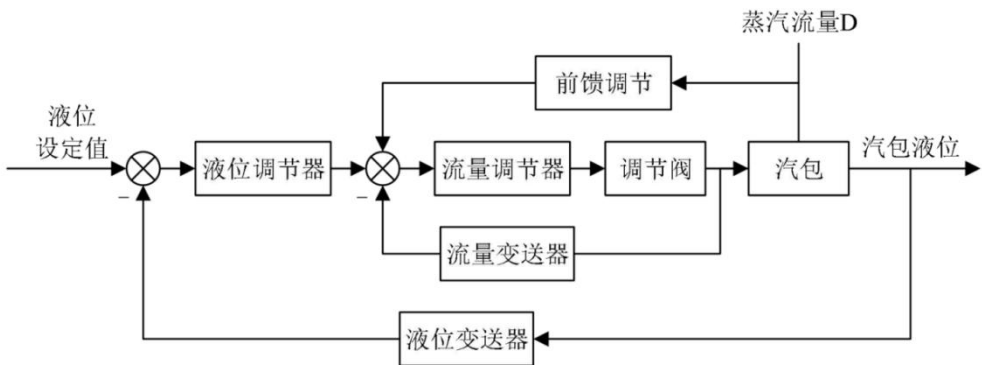 蒸汽流量D
前馈调节
液位
设定值
液位调节器
流量调节器
调节阀
汽包
汽包液位
−
−
流量变送器
液位变送器